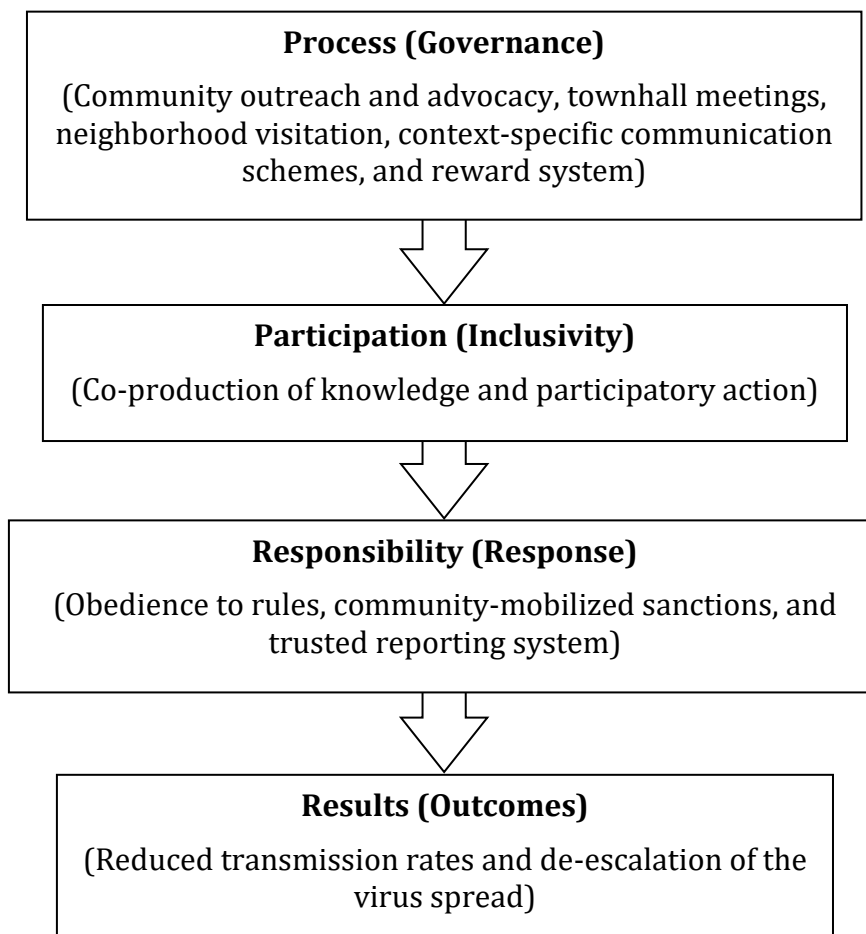 Process (Governance)
(Community outreach and advocacy, townhall meetings,
neighborhood visitation, context-specific communication
schemes, and reward system)
Participation (Inclusivity)
(Co-production of knowledge and participatory action)
Responsibility (Response)
(Obedience to rules, community-mobilized sanctions, and
trusted reporting system)
Results (Outcomes)
(Reduced transmission rates and de-escalation of the
virus spread)